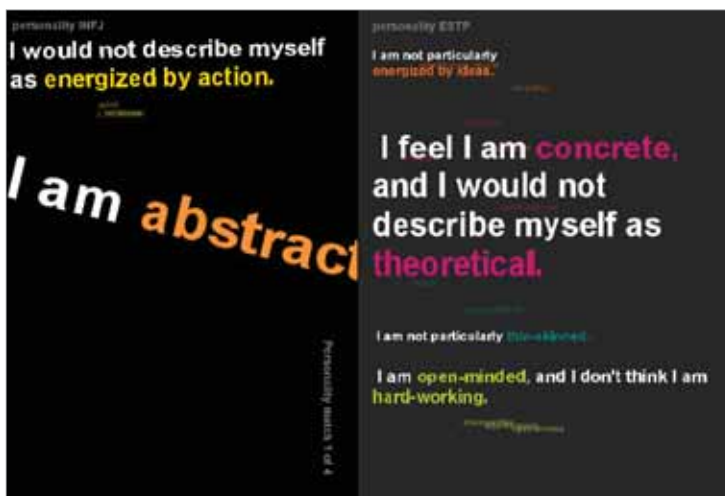 personality INFJ
I would not describe myself
as energized by action.
I am abstract
Personality match 1 of 4
personality ESTP
I am not particularly
energized by ideas.
I feel I am concrete,
and I would not
describe myself as
theoretical.
I am not particularly thin-skinned.
I am open-minded, and I don't think I am
hard-working.